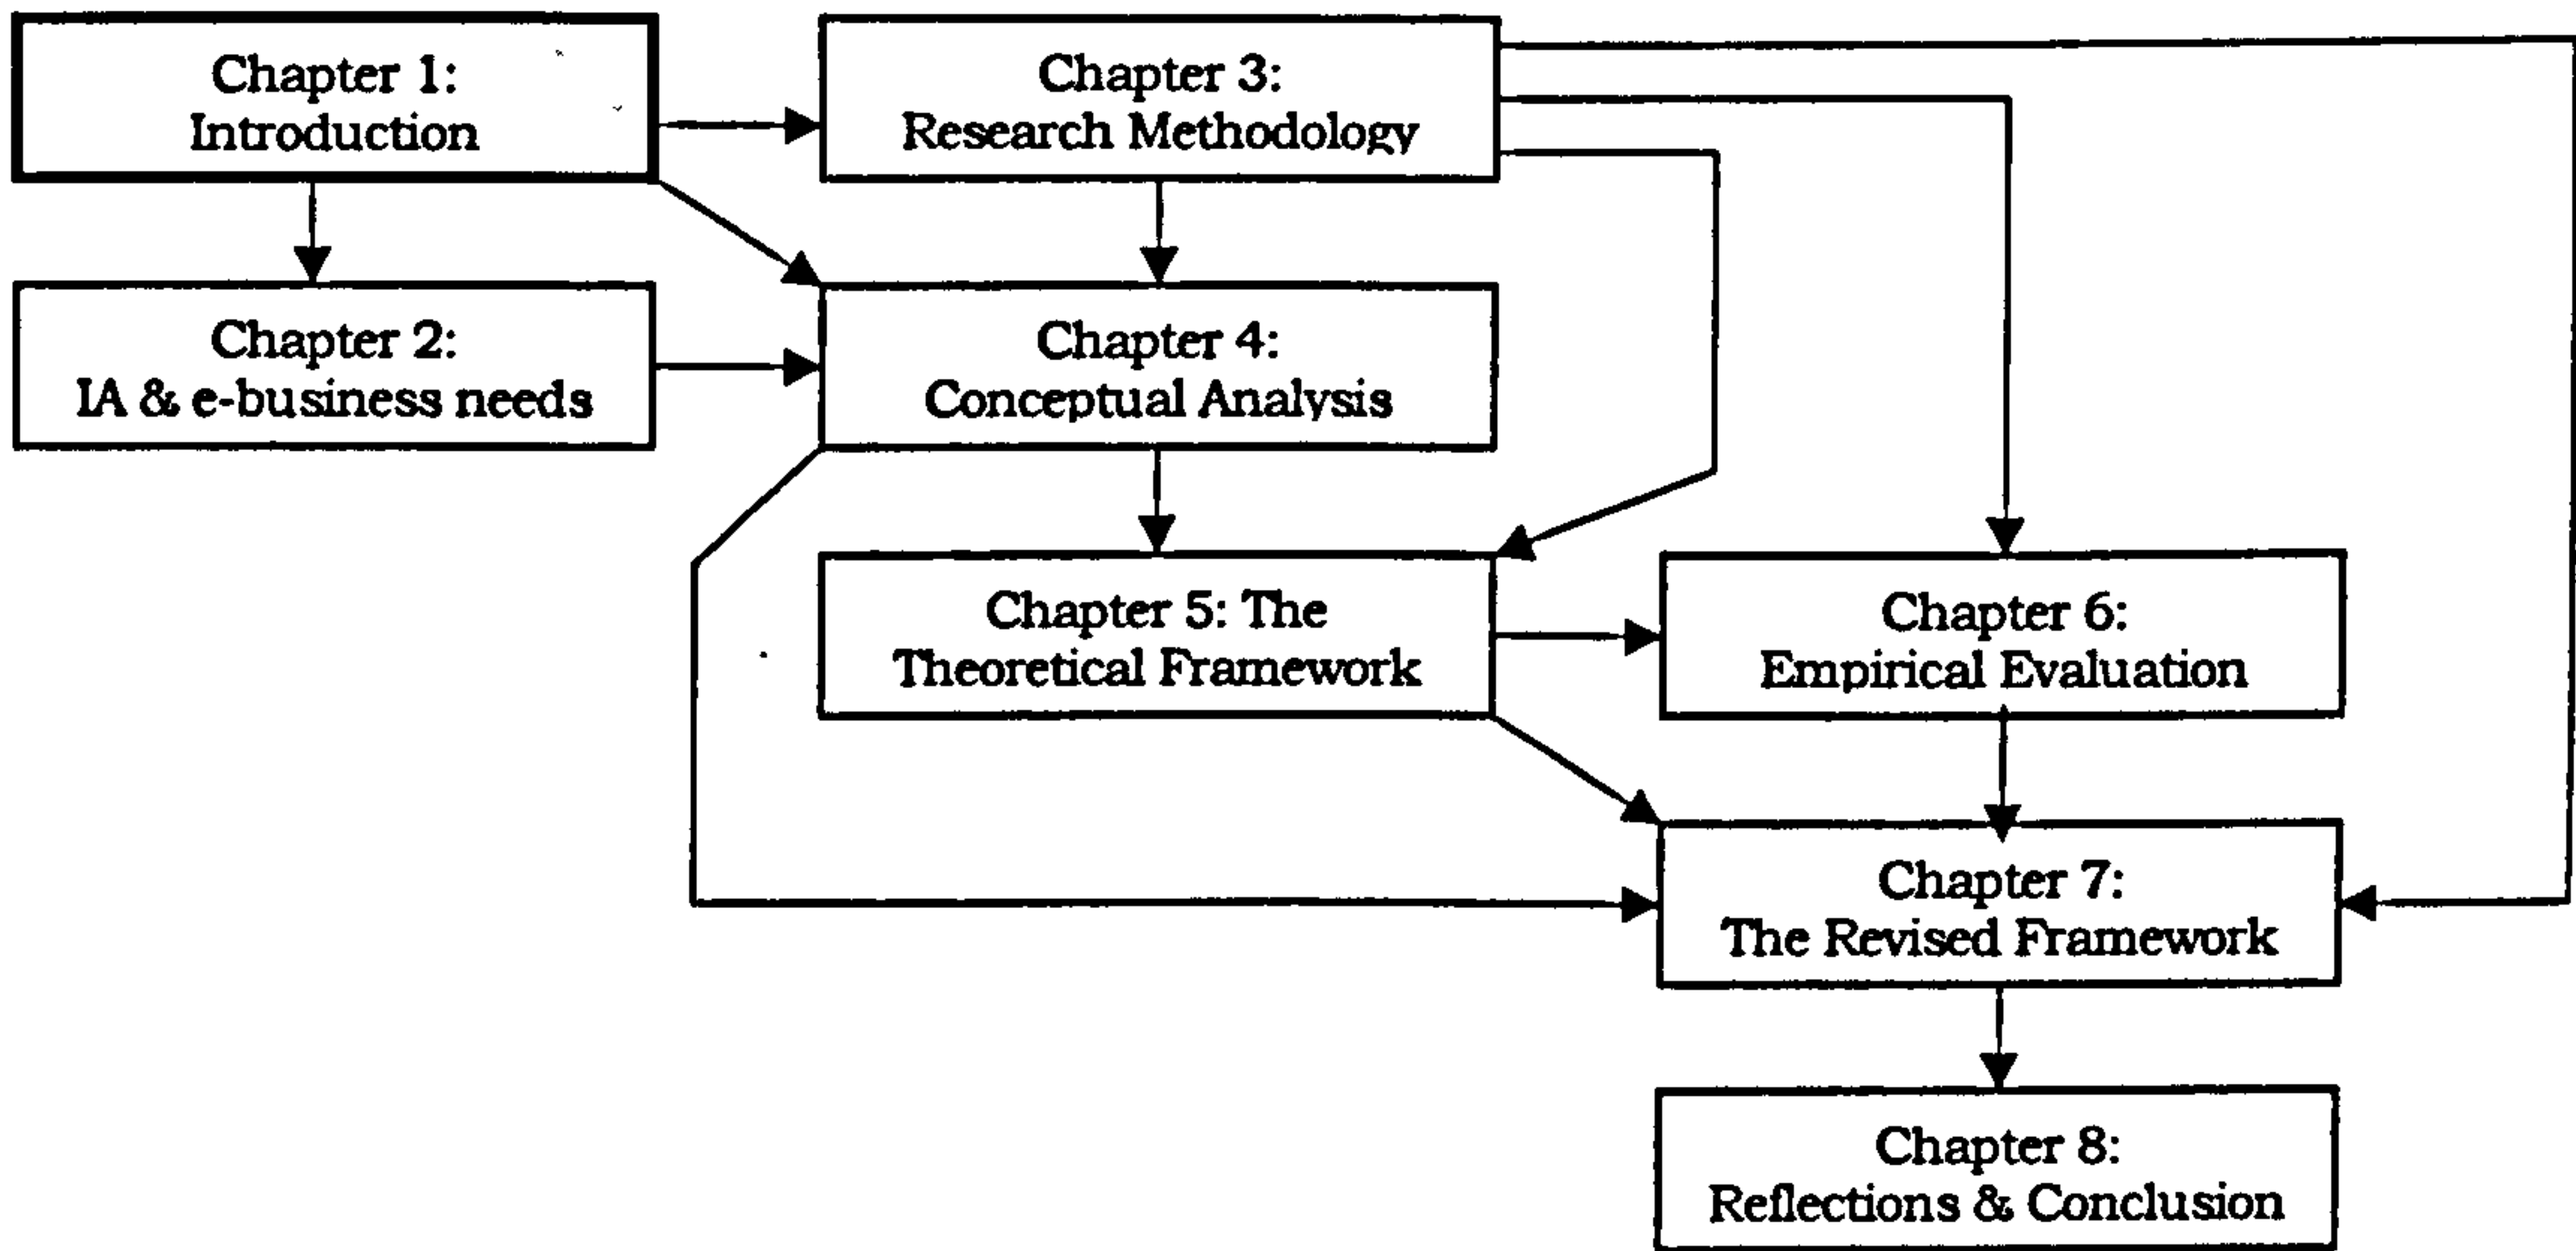 Chapter 1:
Introduction
Chapter 3:
Research Methodology
Chapter 2:
IA & e-business needs
Chapter 4:
Conceptual Analysis
Chapter 5: The
Theoretical Framework
Chapter 6:
Empirical Evaluation
Chapter 7:
The Revised Framework
Chapter 8:
Reflections & Conclusion